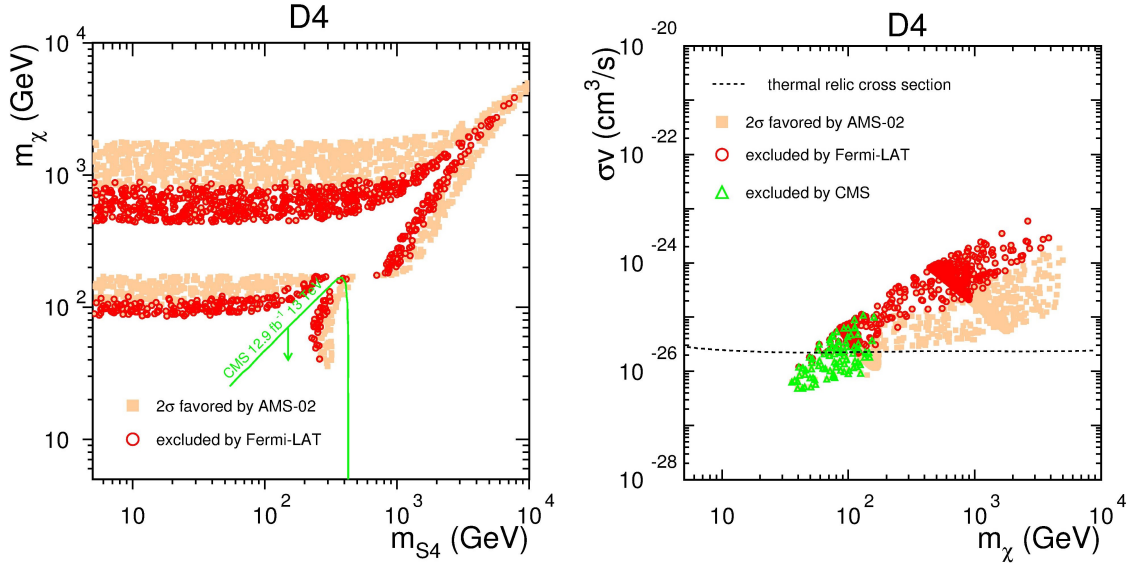 D4
m_χ (GeV)
10^4
10^3
10^2
10
CMS 12.9 fb^-1 13 TeV
2σ favored by AMS-02
excluded by Fermi-LAT
10 10^2 10^3 10^4
m_S4 (GeV)
D4
σv (cm^3/s)
10^-20
10^-22
10^-24
10^-26
10^-28
thermal relic cross section
2σ favored by AMS-02
excluded by Fermi-LAT
excluded by CMS
10 10^2 10^3 10^4
m_χ (GeV)